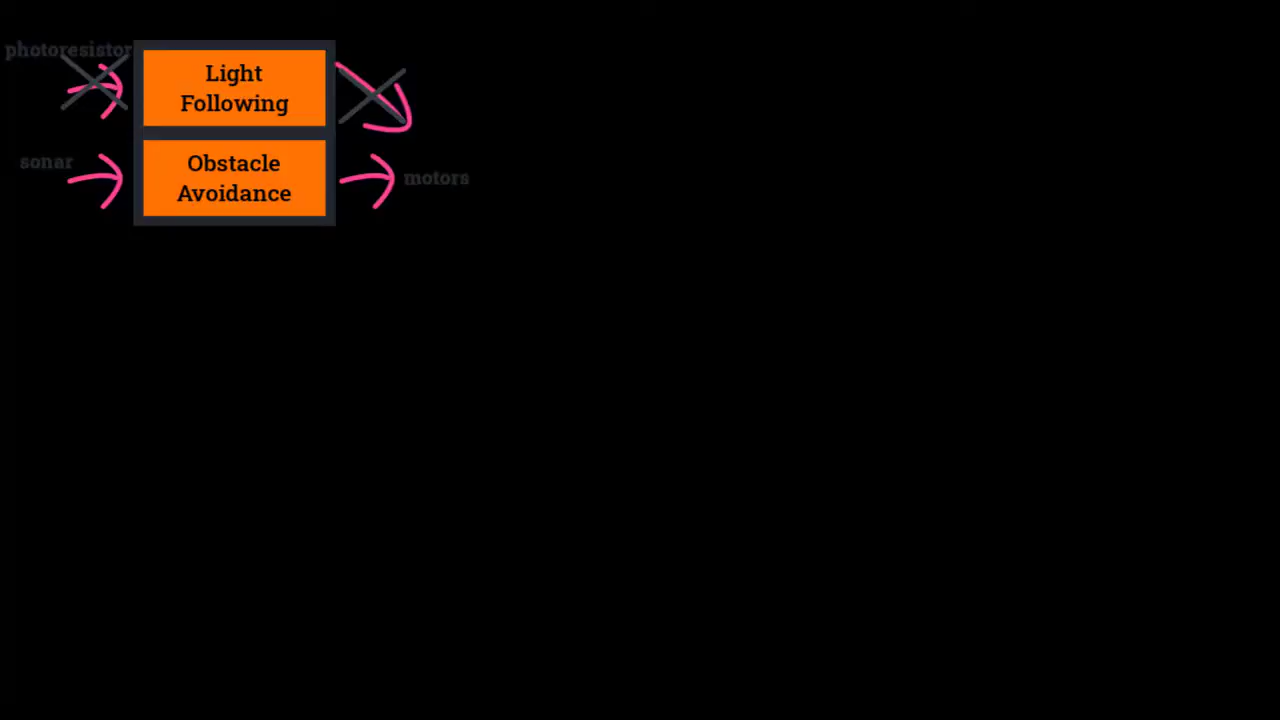 photoresistor
Light
Following
sonar
Obstacle
Avoidance
motors